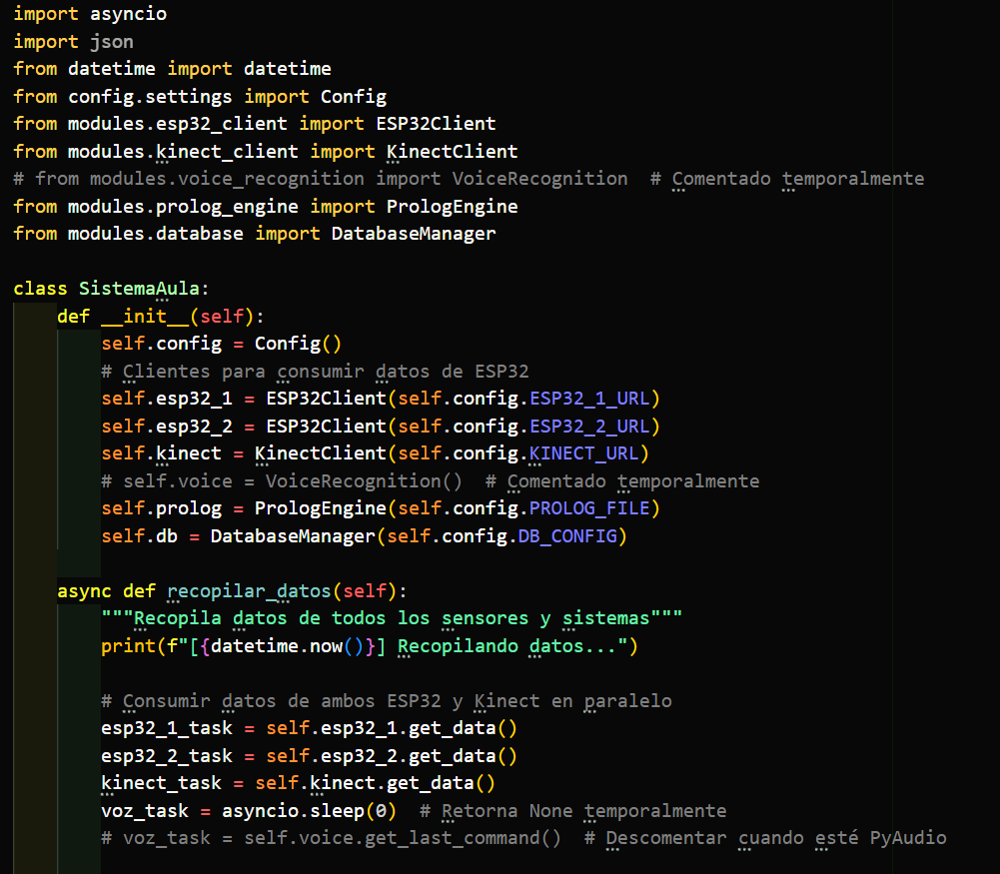 import asyncio
import json
from datetime import datetime
from config.settings import Config
from modules.esp32_client import ESP32Client
from modules.kinect_client import KinectClient
# from modules.voice_recognition import VoiceRecognition  # Comentado temporalmente
from modules.prolog_engine import PrologEngine
from modules.database import DatabaseManager

class SistemaAula:
    def __init__(self):
        self.config = Config()
        # Clientes para consumir datos de ESP32
        self.esp32_1 = ESP32Client(self.config.ESP32_1_URL)
        self.esp32_2 = ESP32Client(self.config.ESP32_2_URL)
        self.kinect = KinectClient(self.config.KINECT_URL)
        # self.voice = VoiceRecognition()  # Comentado temporalmente
        self.prolog = PrologEngine(self.config.PROLOG_FILE)
        self.db = DatabaseManager(self.config.DB_CONFIG)

    async def recopilar_datos(self):
        """Recopila datos de todos los sensores y sistemas"""
        print(f"[{datetime.now()}] Recopilando datos...")

        # Consumir datos de ambos ESP32 y Kinect en paralelo
        esp32_1_task = self.esp32_1.get_data()
        esp32_2_task = self.esp32_2.get_data()
        kinect_task = self.kinect.get_data()
        voz_task = asyncio.sleep(0)  # Retorna None temporalmente
        # voz_task = self.voice.get_last_command()  # Descomentar cuando esté PyAudio